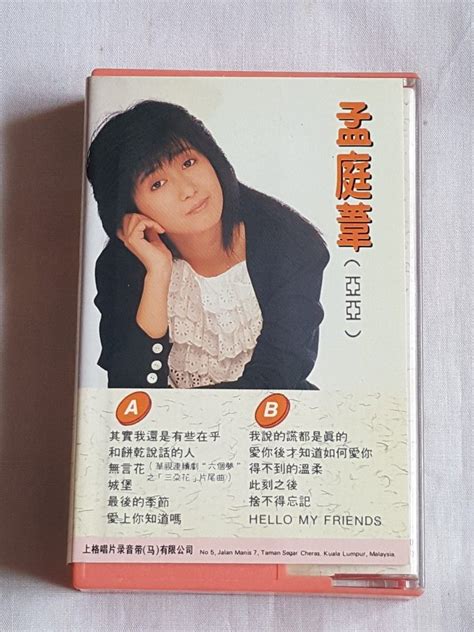 孟庭葦
(亞亞)
A
其實我還是有些在乎
和餅乾說話的人
無言花(華視連續劇“六個夢”
之「三朵花」片尾曲)
城堡
最後的季節
愛上你知道嗎
B
我說的謊都是眞的
愛你後才知道如何愛你
得不到的溫柔
此刻之後
捨不得忘記
HELLO MY FRIENDS
上格唱片录音带(马)有限公司 No 5, Jalan Manis 7, Taman Segar Cheras, Kuala Lumpur, Malaysia.